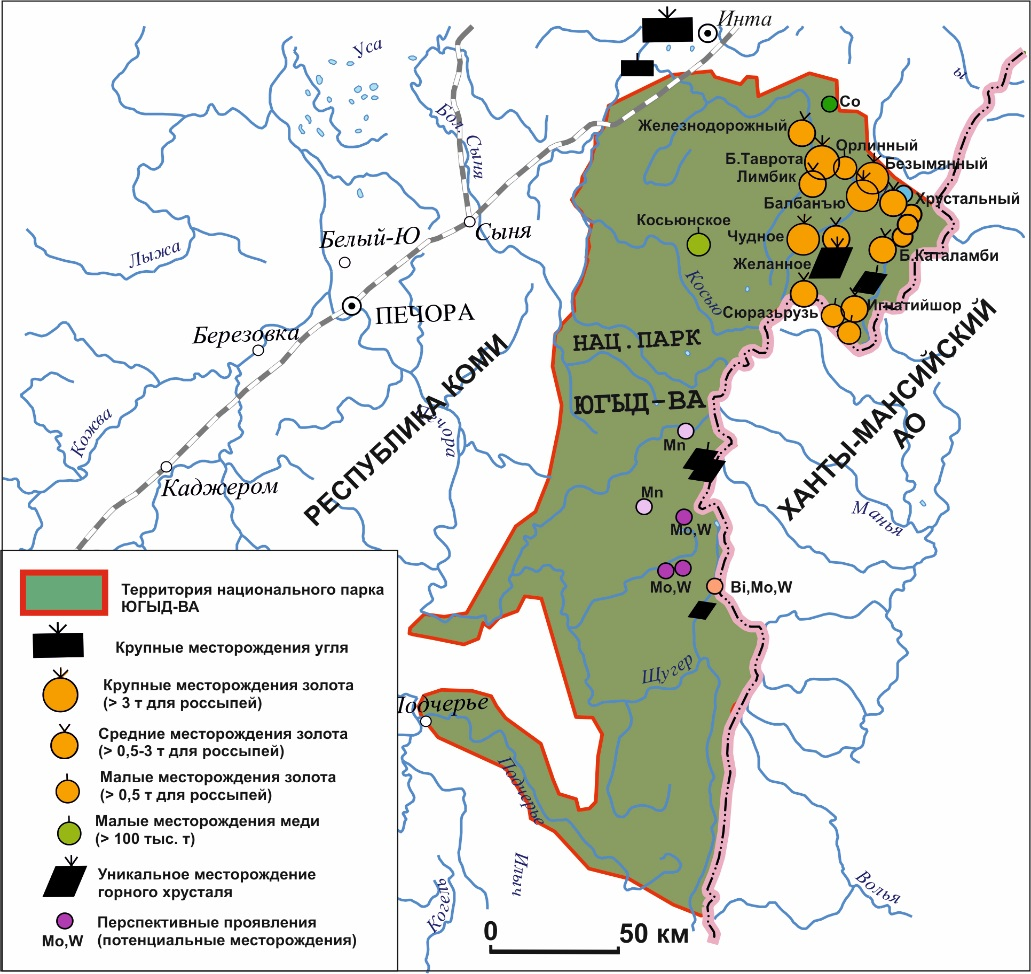 Инта
Уса
ы
Co
Железнодорожный
Бол. Сыня
Орлинный
Б.Таврота
Безымянный
Лимбик
Хрустальный
Балбанъю
Косьюнское
Сыня
Белый-Ю
Чудное
Лыжа
Б.Каталамби
Желанное
Косью
Игнатийшор
Сюразьрузь
ПЕЧОРА
Березовка
НАЦ.ПАРК
ЮГЫД-ВА
РЕСПУБЛИКА КОМИ
ХАНТЫ-МАНСИЙСКИЙ
АО
Печора
Кожва
Mn
Каджером
Mn
Манья
Mo,W
Mo,W
Bi,Mo,W
Щугер
Подчерье
Подчерье
Илыч
Когель
Волья
Территория национального парка
ЮГЫД-ВА
Крупные месторождения угля
Крупные месторождения золота
(> 3 т для россыпей)
Средние месторождения золота
(> 0,5-3 т для россыпей)
Малые месторождения золота
(> 0,5 т для россыпей)
Малые месторождения меди
(> 100 тыс. т)
Уникальное месторождение
горного хрусталя
Перспективные проявления
Mo,W (потенциальные месторождения)
0 50 км